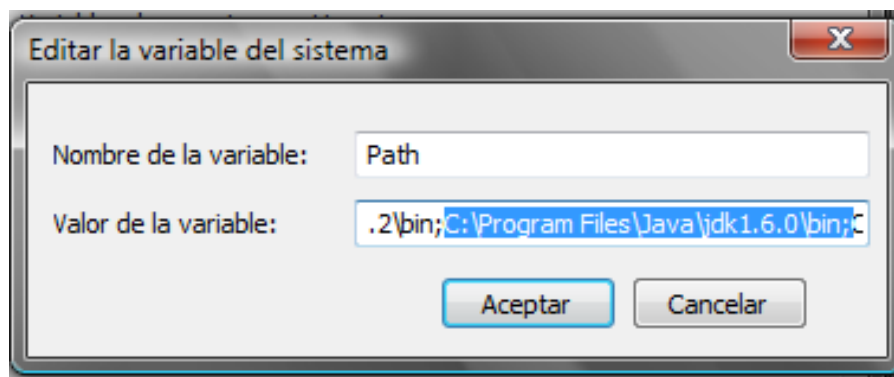 Editar la variable del sistema
Nombre de la variable: Path
Valor de la variable: .2\bin;C:\Program Files\Java\jdk1.6.0\bin;C
Aceptar Cancelar